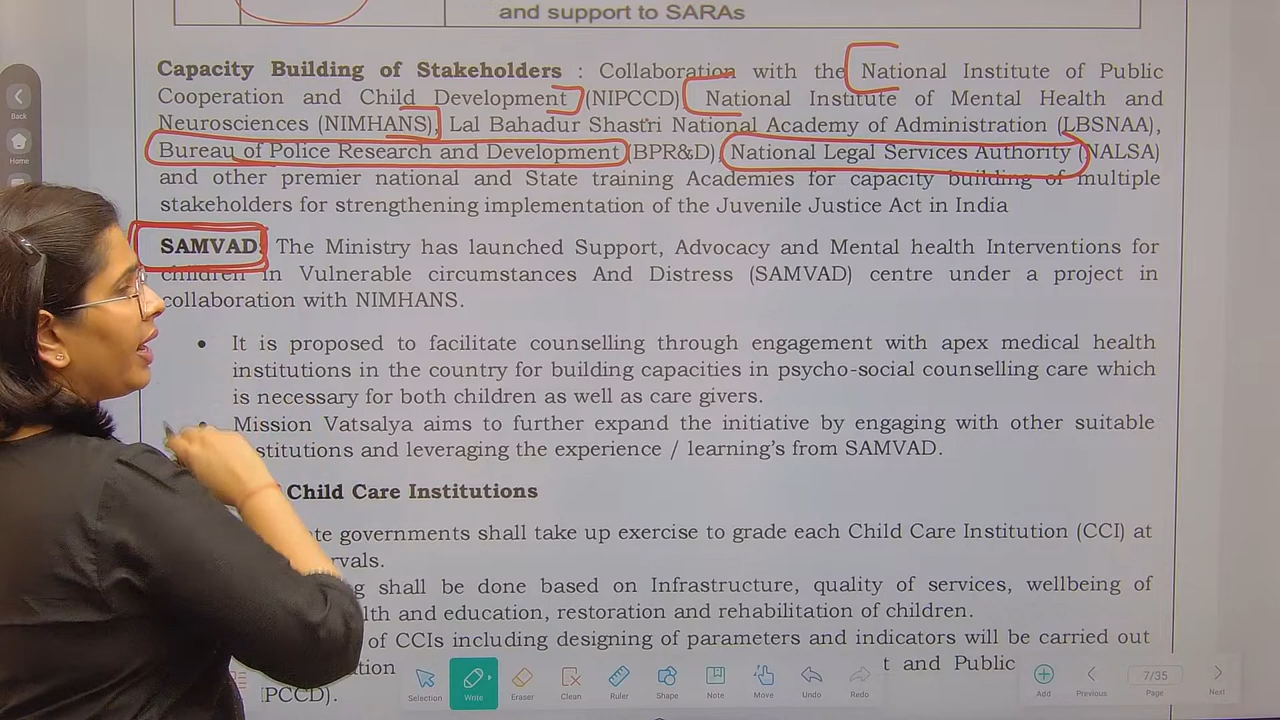 and support to SARAs
Capacity Building of Stakeholders : Collaboration with the National Institute of Public
Cooperation and Child Development (NIPCCD), National Institute of Mental Health and
Neurosciences (NIMHANS), Lal Bahadur Shastri National Academy of Administration (LBSNAA),
Bureau of Police Research and Development (BPR&D), National Legal Services Authority (NALSA)
and other premier national and State training Academies for capacity building of multiple
stakeholders for strengthening implementation of the Juvenile Justice Act in India
SAMVAD: The Ministry has launched Support, Advocacy and Mental health Interventions for
children in Vulnerable circumstances And Distress (SAMVAD) centre under a project in
collaboration with NIMHANS.
• It is proposed to facilitate counselling through engagement with apex medical health
institutions in the country for building capacities in psycho-social counselling care which
is necessary for both children as well as care givers.
• Mission Vatsalya aims to further expand the initiative by engaging with other suitable
stitutions and leveraging the experience / learning's from SAMVAD.
Child Care Institutions
te governments shall take up exercise to grade each Child Care Institution (CCI) at
rvals.
g shall be done based on Infrastructure, quality of services, wellbeing of
lth and education, restoration and rehabilitation of children.
of CCIs including designing of parameters and indicators will be carried out
tion t and Public
PCCD).
Back
Home
Selection
Write
Eraser
Clean
Ruler
Shape
Note
Move
Undo
Redo
Add
Previous
7/35
Page
Next